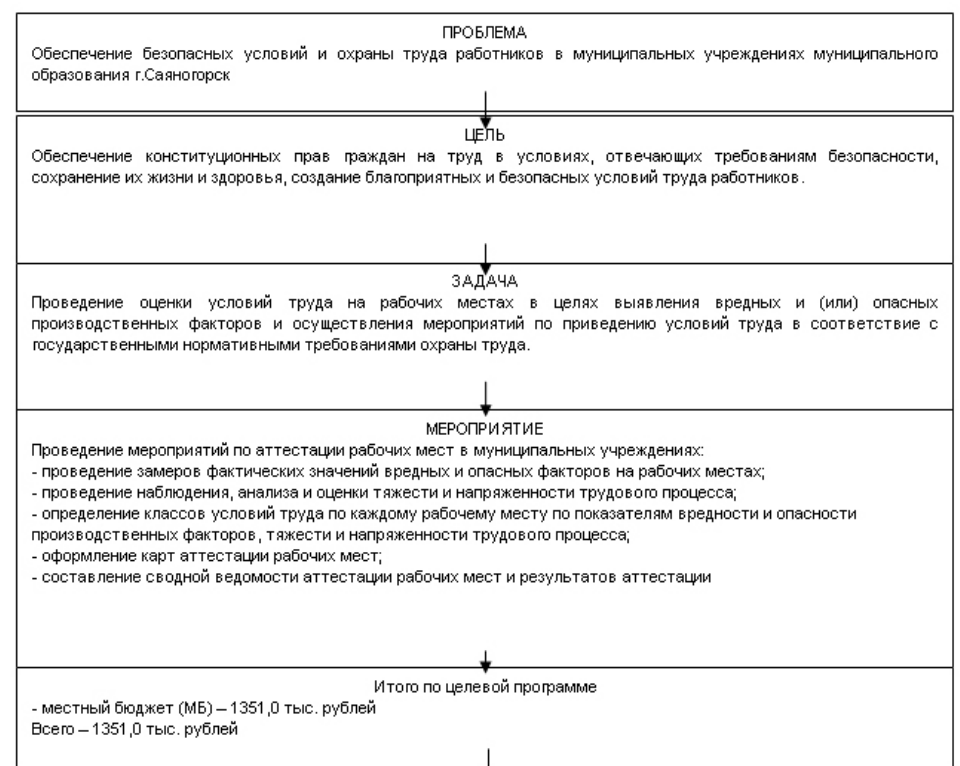 ПРОБЛЕМА
Обеспечение безопасных условий и охраны труда работников в муниципальных учреждениях муниципального
образования г.Саяногорск
ЦЕЛЬ
Обеспечение конституционных прав граждан на труд в условиях, отвечающих требованиям безопасности,
сохранение их жизни и здоровья, создание благоприятных и безопасных условий труда работников.
ЗАДАЧА
Проведение оценки условий труда на рабочих местах в целях выявления вредных и (или) опасных
производственных факторов и осуществления мероприятий по приведению условий труда в соответствие с
государственными нормативными требованиями охраны труда.
МЕРОПРИЯТИЕ
Проведение мероприятий по аттестации рабочих мест в муниципальных учреждениях:
- проведение замеров фактических значений вредных и опасных факторов на рабочих местах;
- проведение наблюдения, анализа и оценки тяжести и напряженности трудового процесса;
- определение классов условий труда по каждому рабочему месту по показателям вредности и опасности
производственных факторов, тяжести и напряженности трудового процесса;
- оформление карт аттестации рабочих мест;
- составление сводной ведомости аттестации рабочих мест и результатов аттестации
Итого по целевой программе
- местный бюджет (МБ) – 1351,0 тыс. рублей
Всего – 1351,0 тыс. рублей